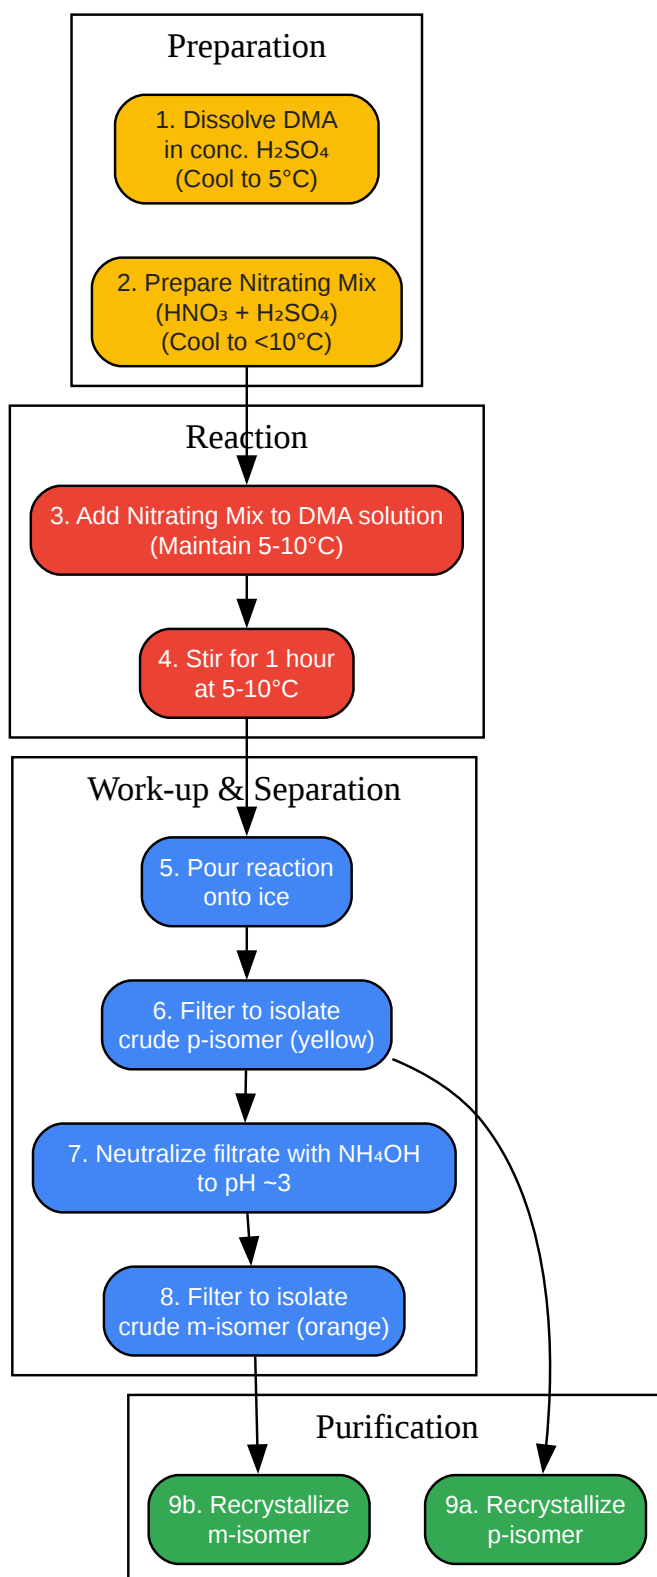 Preparation
1. Dissolve DMA
in conc. H₂SO₄
(Cool to 5°C)
2. Prepare Nitrating Mix
(HNO₃ + H₂SO₄)
(Cool to <10°C)
Reaction
3. Add Nitrating Mix to DMA solution
(Maintain 5-10°C)
4. Stir for 1 hour
at 5-10°C
Work-up & Separation
5. Pour reaction
onto ice
6. Filter to isolate
crude p-isomer (yellow)
7. Neutralize filtrate with NH₄OH
to pH ~3
8. Filter to isolate
crude m-isomer (orange)
Purification
9b. Recrystallize
m-isomer
9a. Recrystallize
p-isomer